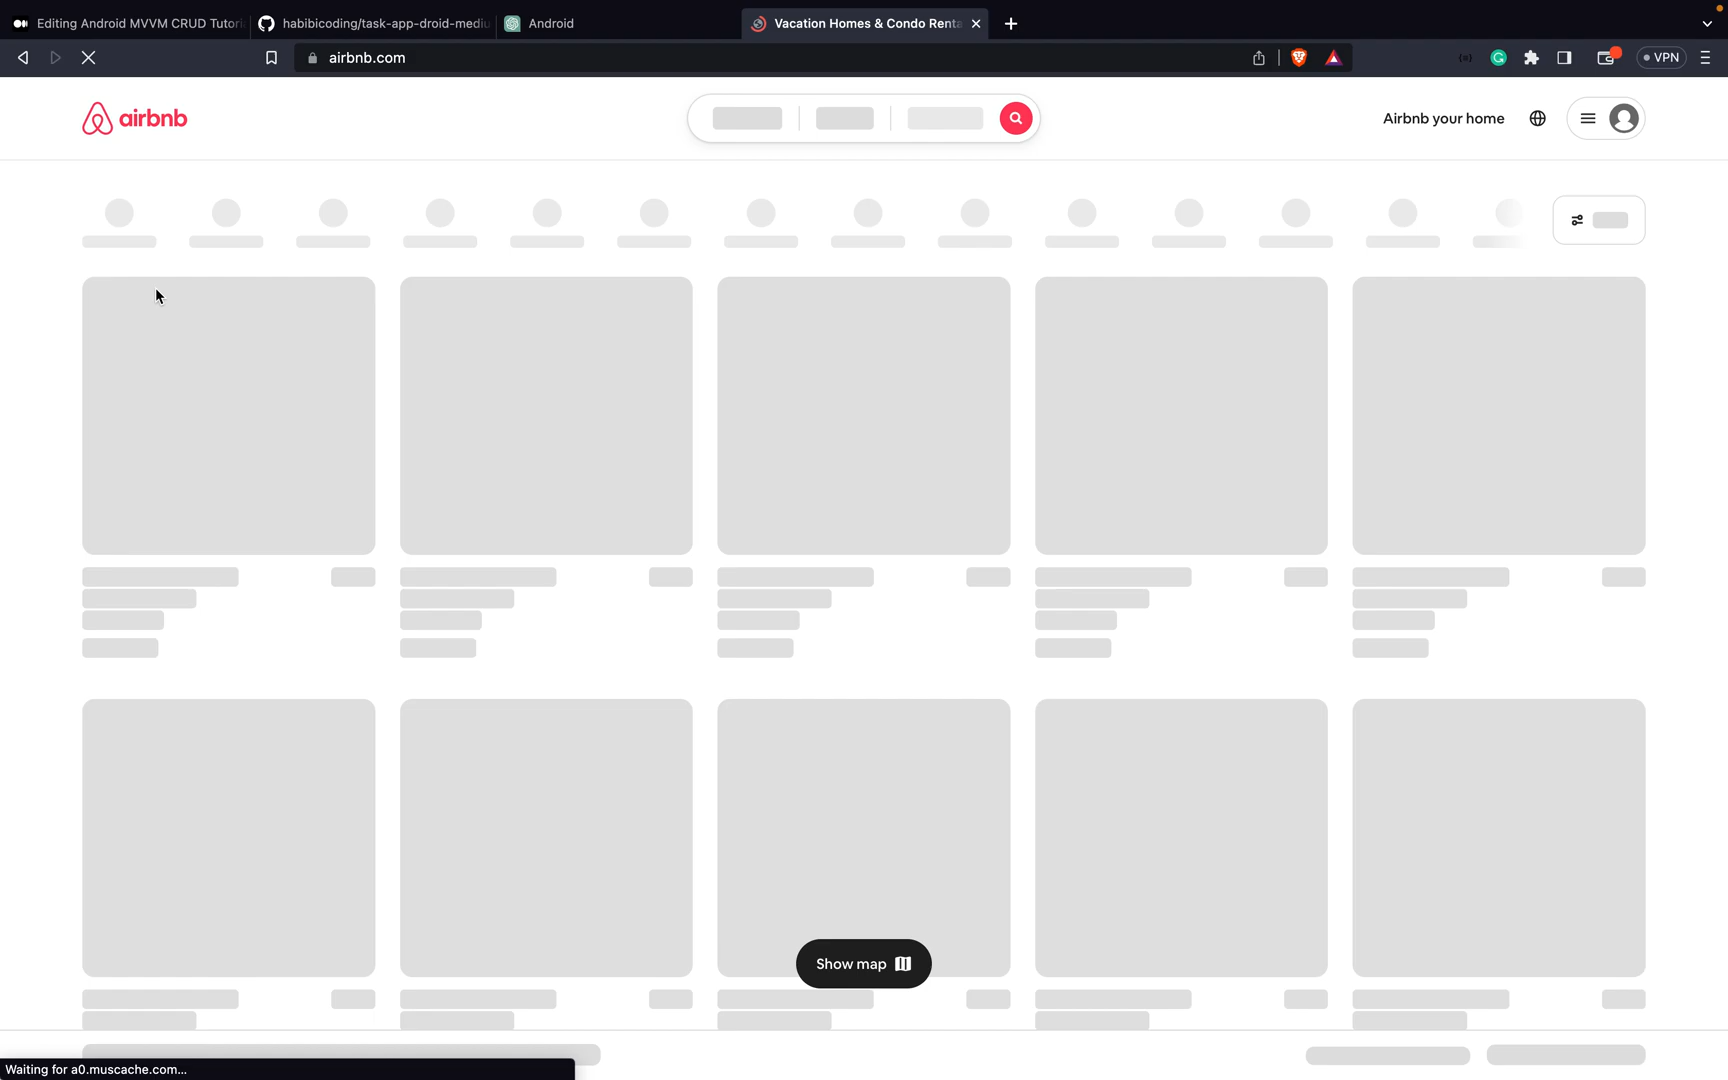 Editing Android MVVM CRUD Tutori
habibicoding/task-app-droid-mediu
Android
Vacation Homes & Condo Renta
airbnb.com
VPN
airbnb
Airbnb your home
Show map
Waiting for a0.muscache.com...